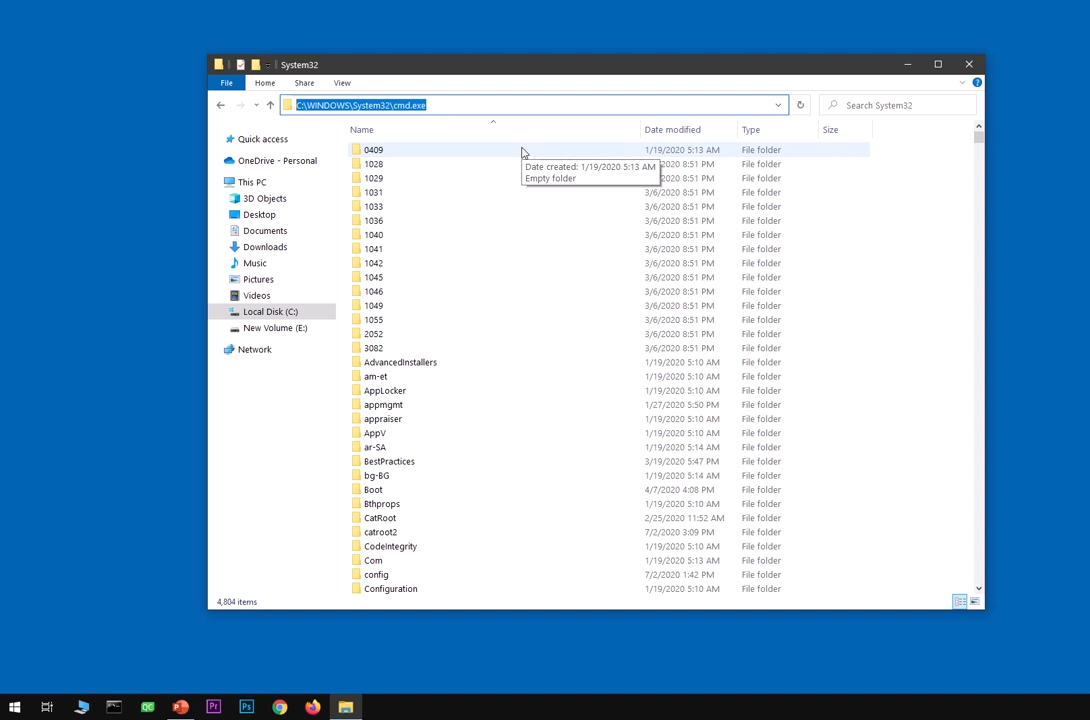 System32
File Home Share View
C:\WINDOWS\System32\cmd.exe Search System32
Name Date modified Type Size
Quick access
OneDrive - Personal
This PC
3D Objects
Desktop
Documents
Downloads
Music
Pictures
Videos
Local Disk (C:)
New Volume (E:)
Network
0409 1/19/2020 5:13 AM File folder
Date created: 1/19/2020 5:13 AM
Empty folder
1028 8:51 PM File folder
1029 8:51 PM File folder
1031 3/6/2020 8:51 PM File folder
1033 3/6/2020 8:51 PM File folder
1036 3/6/2020 8:51 PM File folder
1040 3/6/2020 8:51 PM File folder
1041 3/6/2020 8:51 PM File folder
1042 3/6/2020 8:51 PM File folder
1045 3/6/2020 8:51 PM File folder
1046 3/6/2020 8:51 PM File folder
1049 3/6/2020 8:51 PM File folder
1055 3/6/2020 8:51 PM File folder
2052 3/6/2020 8:51 PM File folder
3082 3/6/2020 8:51 PM File folder
AdvancedInstallers 1/19/2020 5:10 AM File folder
am-et 1/19/2020 5:10 AM File folder
AppLocker 1/19/2020 5:10 AM File folder
appmgmt 1/27/2020 5:50 PM File folder
appraiser 1/19/2020 5:10 AM File folder
AppV 1/19/2020 5:10 AM File folder
ar-SA 1/19/2020 5:14 AM File folder
BestPractices 3/19/2020 5:47 PM File folder
bg-BG 1/19/2020 5:14 AM File folder
Boot 4/7/2020 4:08 PM File folder
Bthprops 1/19/2020 5:10 AM File folder
CatRoot 2/25/2020 11:52 AM File folder
catroot2 7/2/2020 3:09 PM File folder
CodeIntegrity 1/19/2020 5:10 AM File folder
Com 1/19/2020 5:13 AM File folder
config 7/2/2020 1:42 PM File folder
Configuration 1/19/2020 5:10 AM File folder
4,804 items
QC Pr Ps